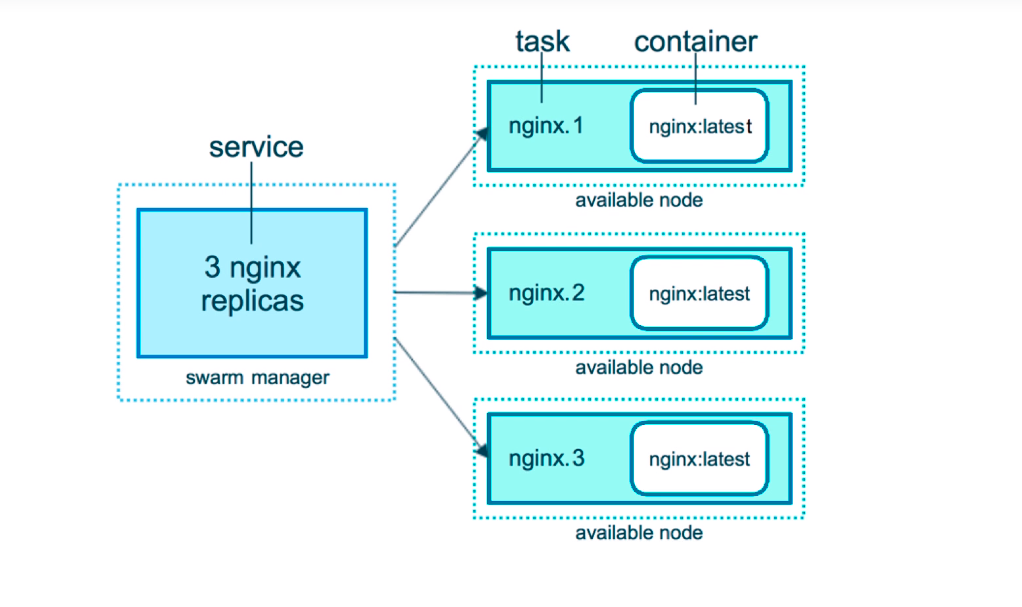 task
container
nginx.1
nginx:latest
available node
service
3 nginx
replicas
swarm manager
nginx.2
nginx:latest
available node
nginx.3
nginx:latest
available node